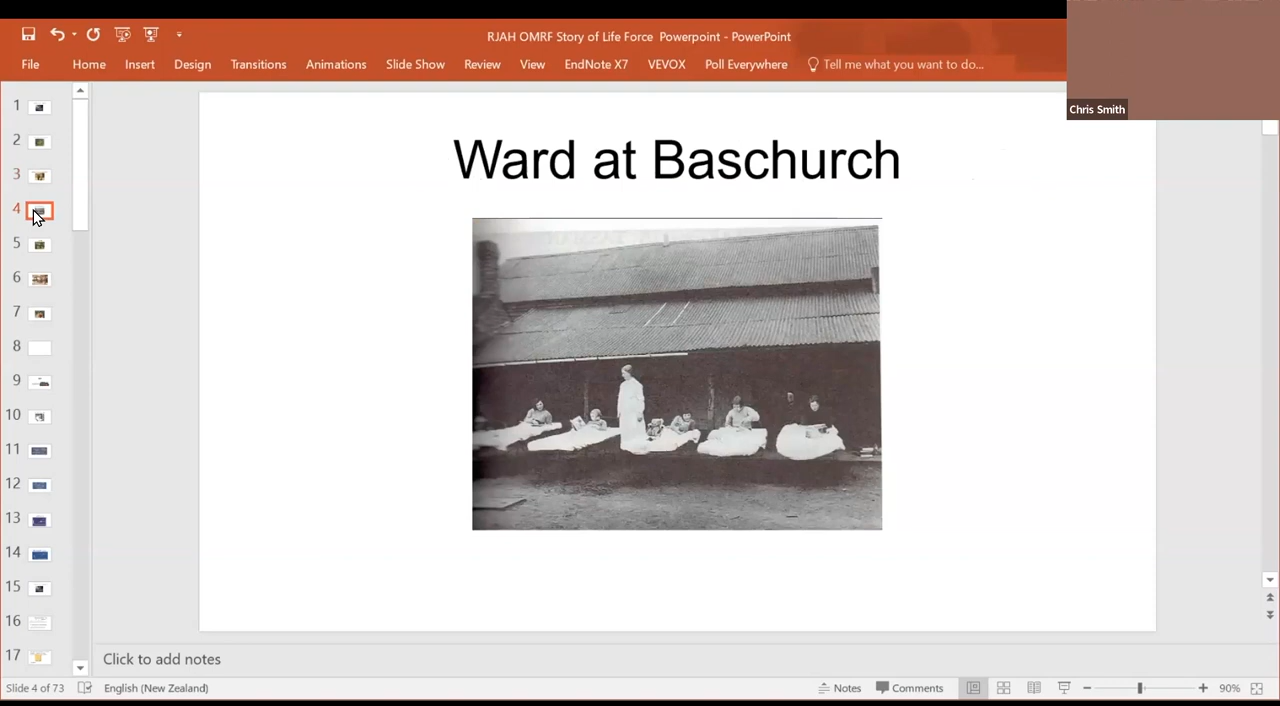 RJAH OMRF Story of Life Force Powerpoint - PowerPoint
File Home Insert Design Transitions Animations Slide Show Review View EndNote X7 VEVOX Poll Everywhere Tell me what you want to do...
Chris Smith
1
2
3
4
5
6
7
8
9
10
11
12
13
14
15
16
17
Ward at Baschurch
Click to add notes
Slide 4 of 73 English (New Zealand) Notes Comments 90%